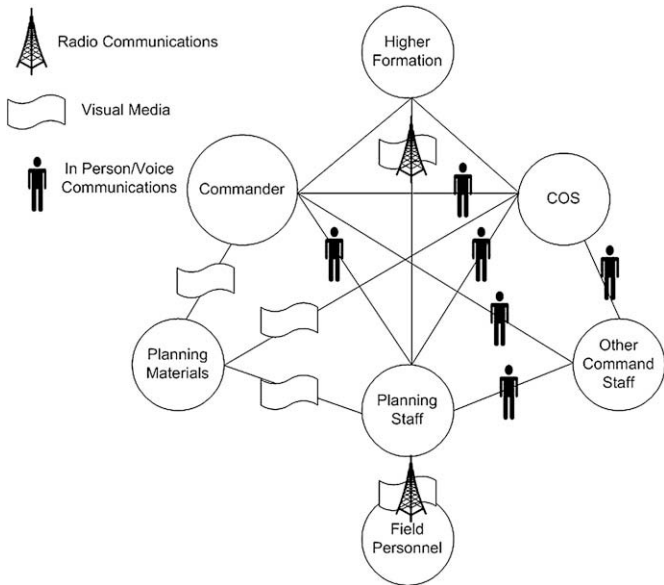 Radio Communications
Visual Media
In Person/Voice
Communications
Higher
Formation
Commander
COS
Planning
Materials
Planning
Staff
Other
Command
Staff
Field
Personnel